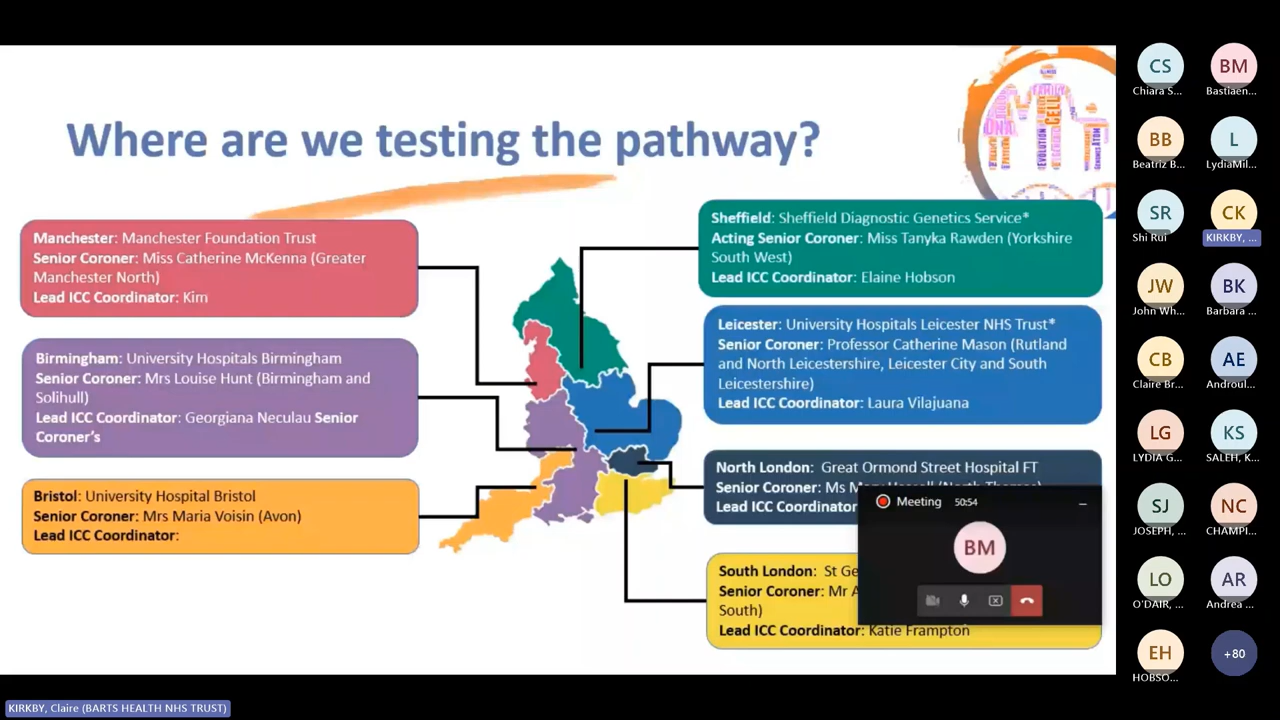 Where are we testing the pathway?
Manchester: Manchester Foundation Trust
Senior Coroner: Miss Catherine McKenna (Greater
Manchester North)
Lead ICC Coordinator: Kim
Birmingham: University Hospitals Birmingham
Senior Coroner: Mrs Louise Hunt (Birmingham and
Solihull)
Lead ICC Coordinator: Georgiana Neculau Senior
Coroner's
Bristol: University Hospital Bristol
Senior Coroner: Mrs Maria Voisin (Avon)
Lead ICC Coordinator:
Sheffield: Sheffield Diagnostic Genetics Service*
Acting Senior Coroner: Miss Tanyka Rawden (Yorkshire
South West)
Lead ICC Coordinator: Elaine Hobson
Leicester: University Hospitals Leicester NHS Trust*
Senior Coroner: Professor Catherine Mason (Rutland
and North Leicestershire, Leicester City and South
Leicestershire)
Lead ICC Coordinator: Laura Vilajuana
North London: Great Ormond Street Hospital FT
Senior Coroner: Ms
Lead ICC Coordinator
South London: St Ge
Senior Coroner: Mr A
South)
Lead ICC Coordinator: Katie Frampton
Meeting 50:54
BM
FAMILY
DNA
CELL
EVOLUTION
ATOM
CS
Chiara S...
BM
Bastiaen...
BB
Beatriz B...
L
LydiaMil...
SR
Shi Rui
CK
KIRKBY, ...
JW
John Wh...
BK
Barbara ...
CB
Claire Br...
AE
Androul...
LG
LYDIA G...
KS
SALEH, K...
SJ
JOSEPH, ...
NC
CHAMPI...
LO
O'DAIR, ...
AR
Andrea ...
EH
HOBSO...
+80
KIRKBY, Claire (BARTS HEALTH NHS TRUST)